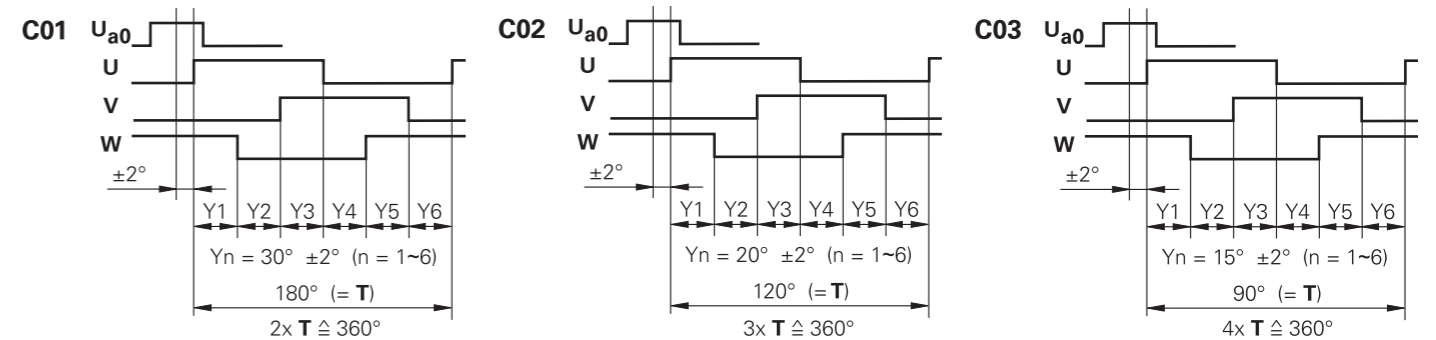 C01 Ua0
U
V
W
±2°
Y1 Y2 Y3 Y4 Y5 Y6
Yn = 30° ±2° (n = 1~6)
180° (= T)
2x T ≙ 360°
C02 Ua0
U
V
W
±2°
Y1 Y2 Y3 Y4 Y5 Y6
Yn = 20° ±2° (n = 1~6)
120° (= T)
3x T ≙ 360°
C03 Ua0
U
V
W
±2°
Y1 Y2 Y3 Y4 Y5 Y6
Yn = 15° ±2° (n = 1~6)
90° (= T)
4x T ≙ 360°